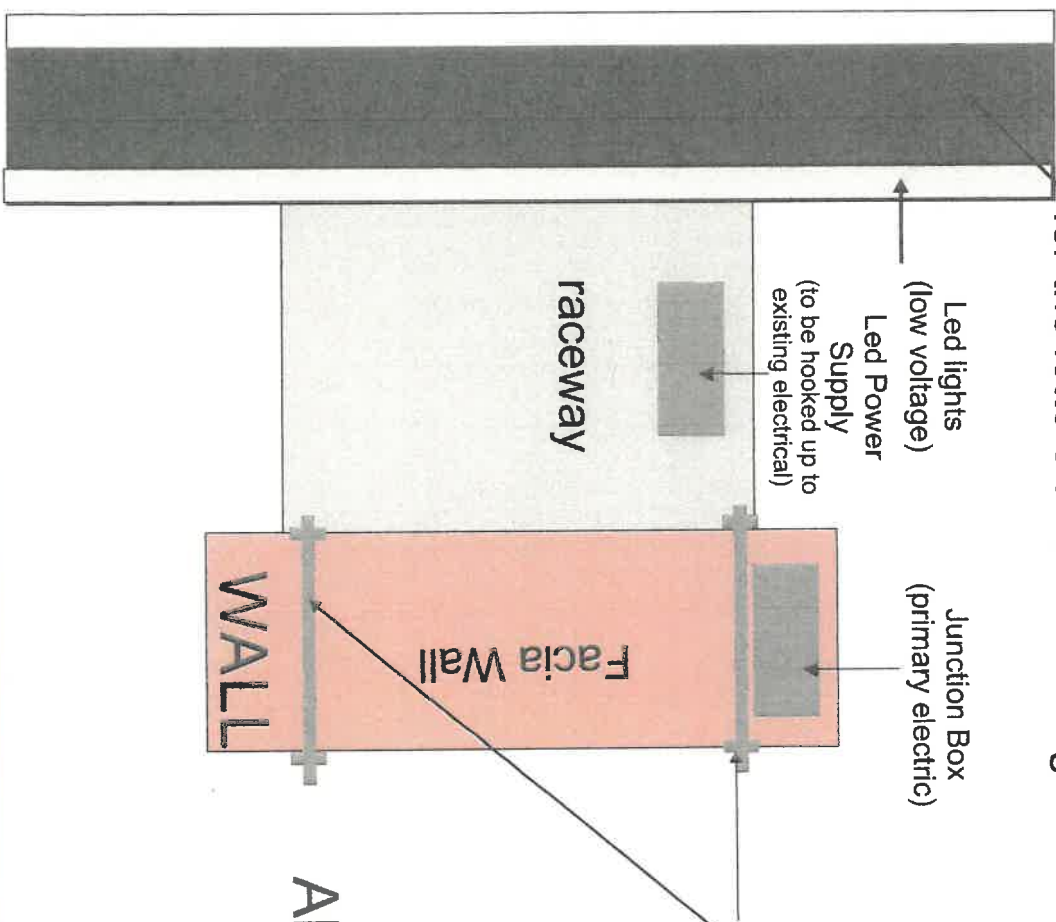 Led lights
(low voltage)
Led Power
Supply
(to be hooked up to
existing electrical)
raceway
Junction Box
(primary electric)
Facia Wall
WALL